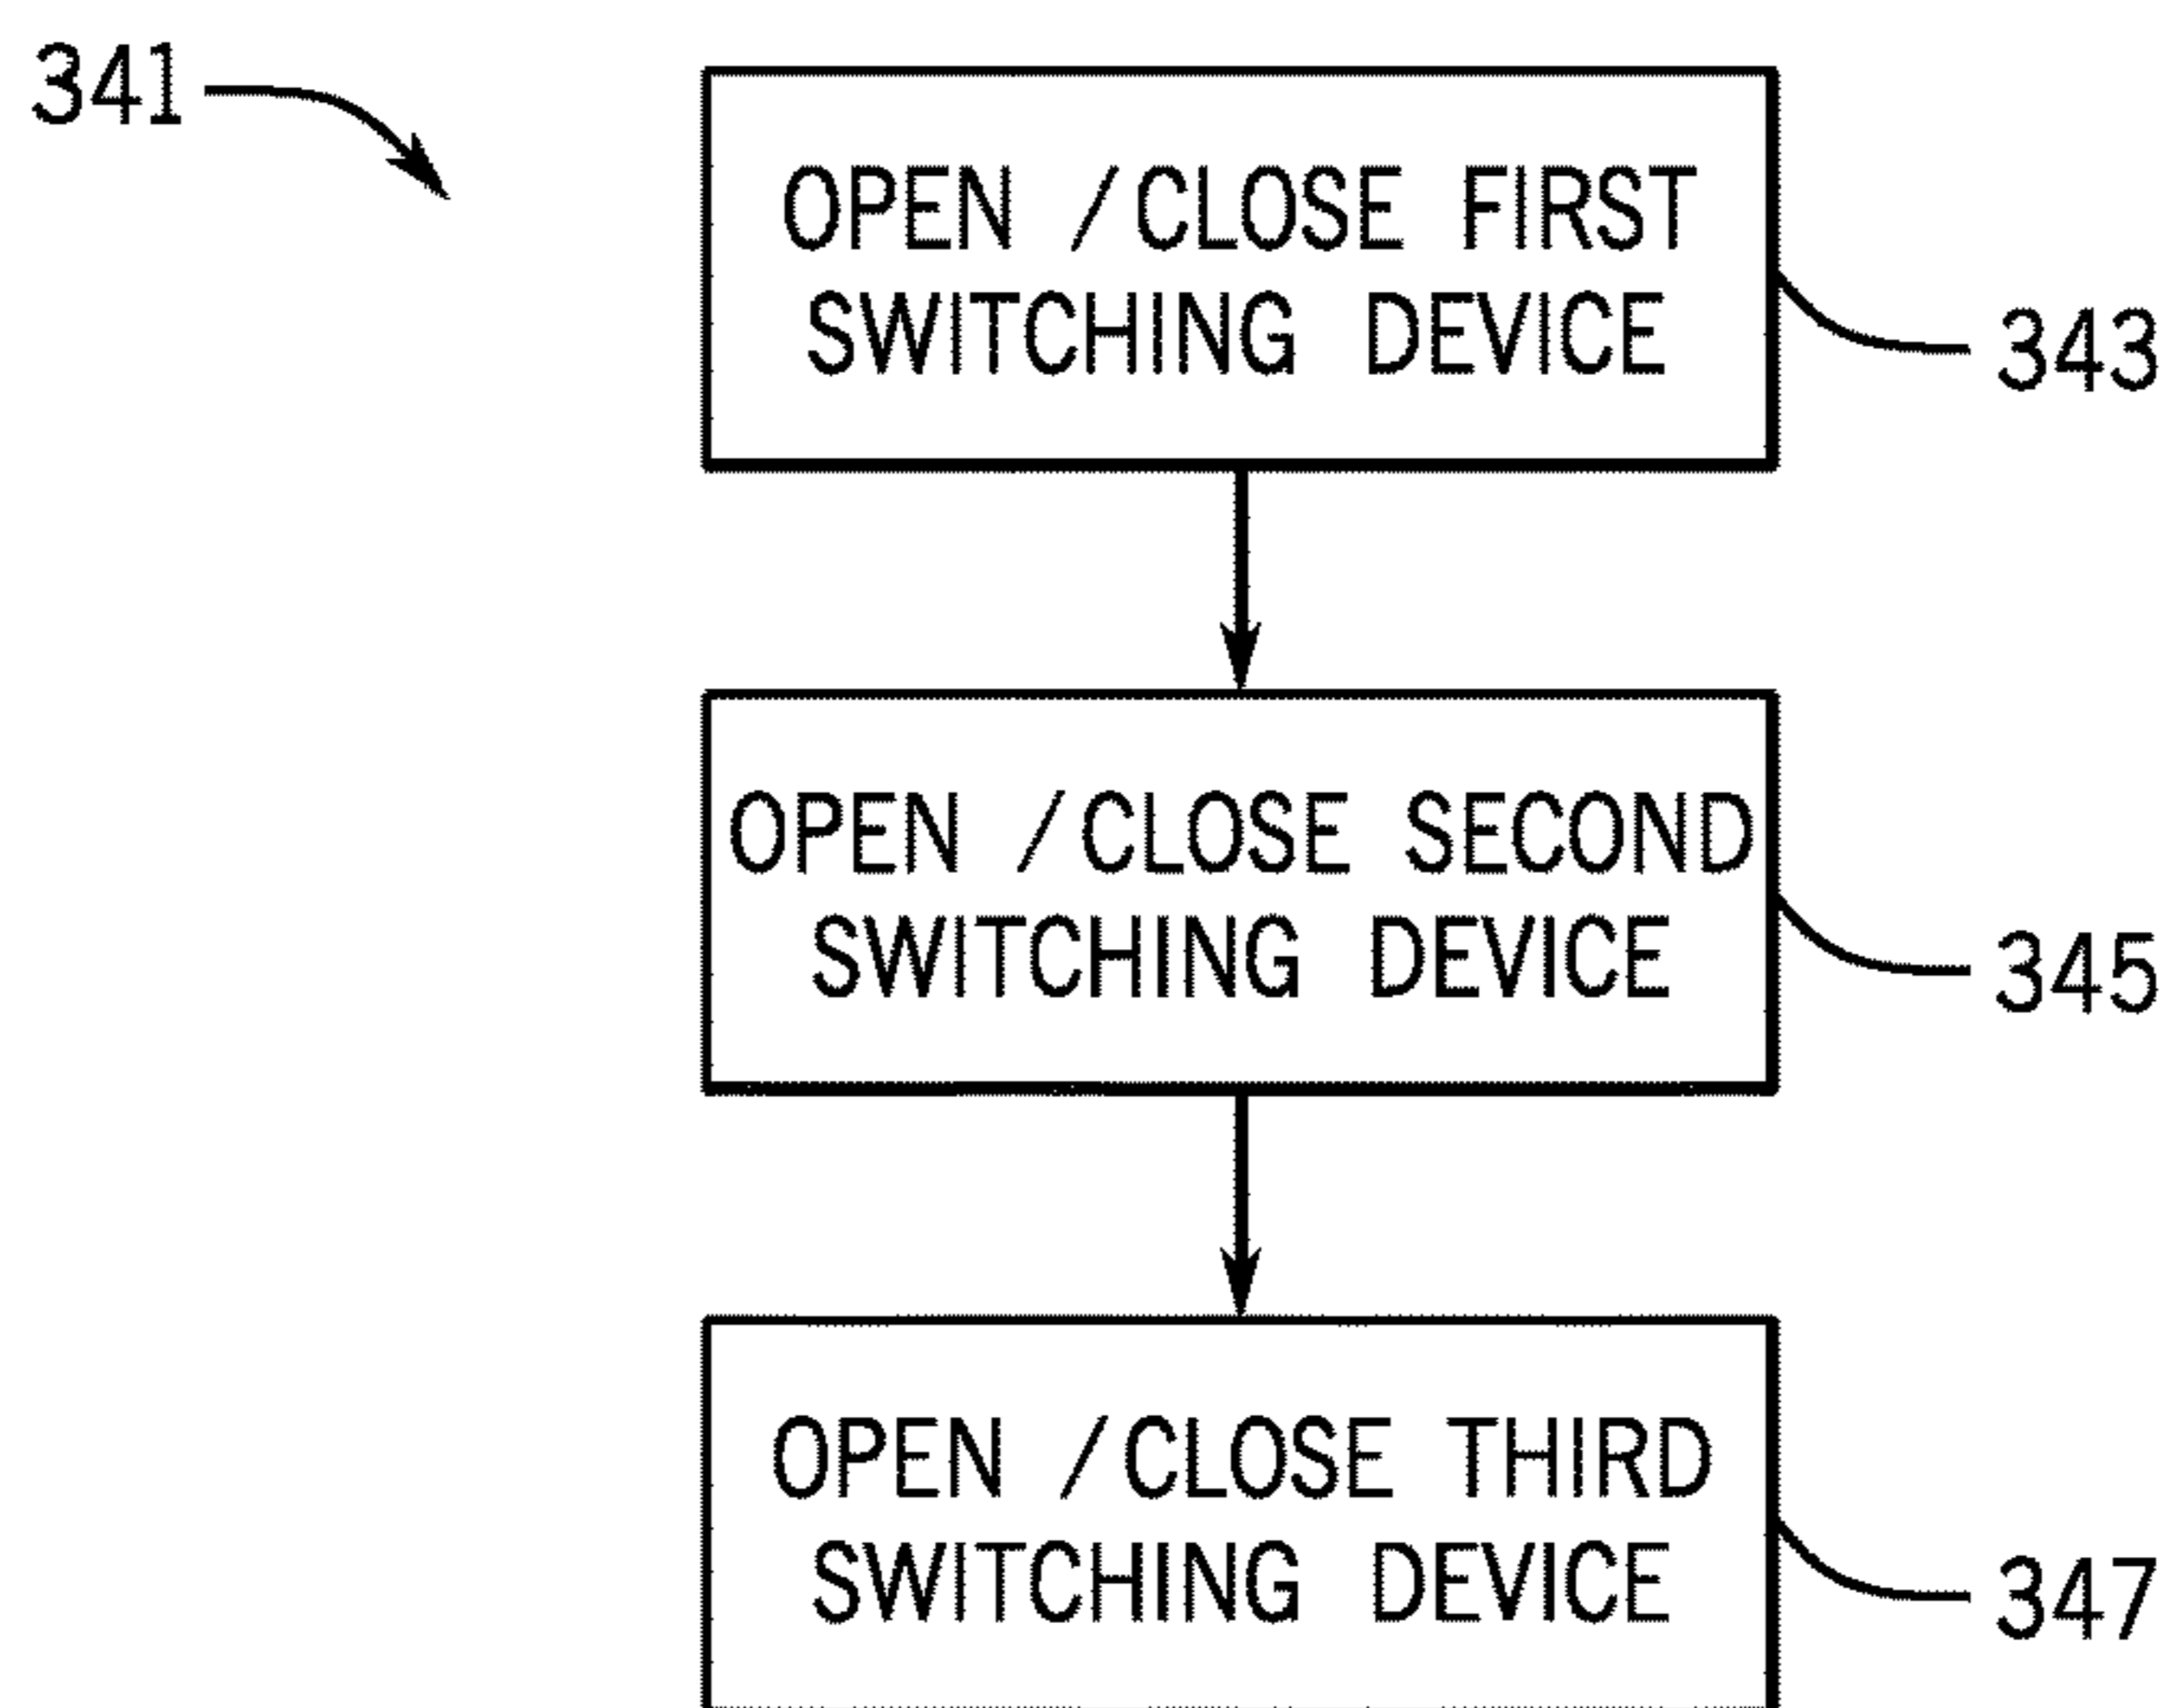 341
OPEN /CLOSE FIRST
SWITCHING DEVICE
343
OPEN /CLOSE SECOND
SWITCHING DEVICE
345
OPEN /CLOSE THIRD
SWITCHING DEVICE
347